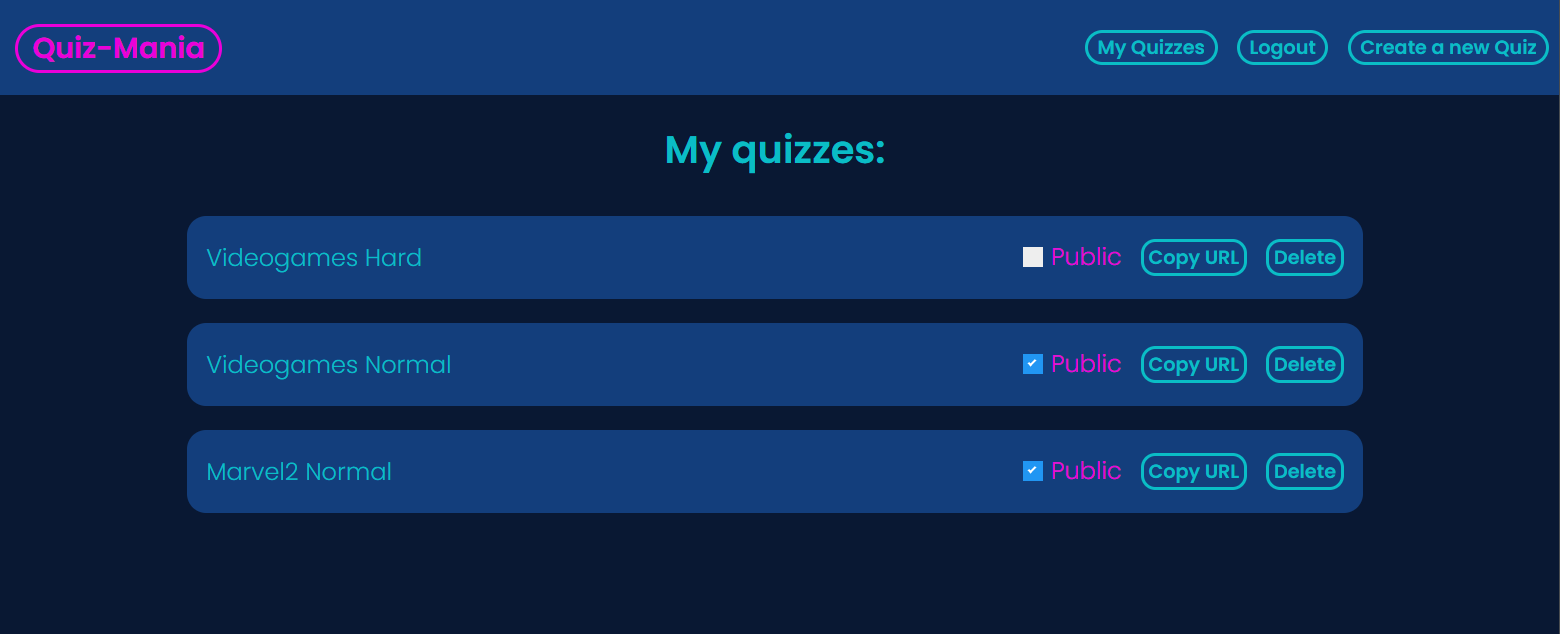 Quiz-Mania My Quizzes Logout Create a new Quiz
My quizzes:
Videogames Hard Public Copy URL Delete
Videogames Normal Public Copy URL Delete
Marvel2 Normal Public Copy URL Delete